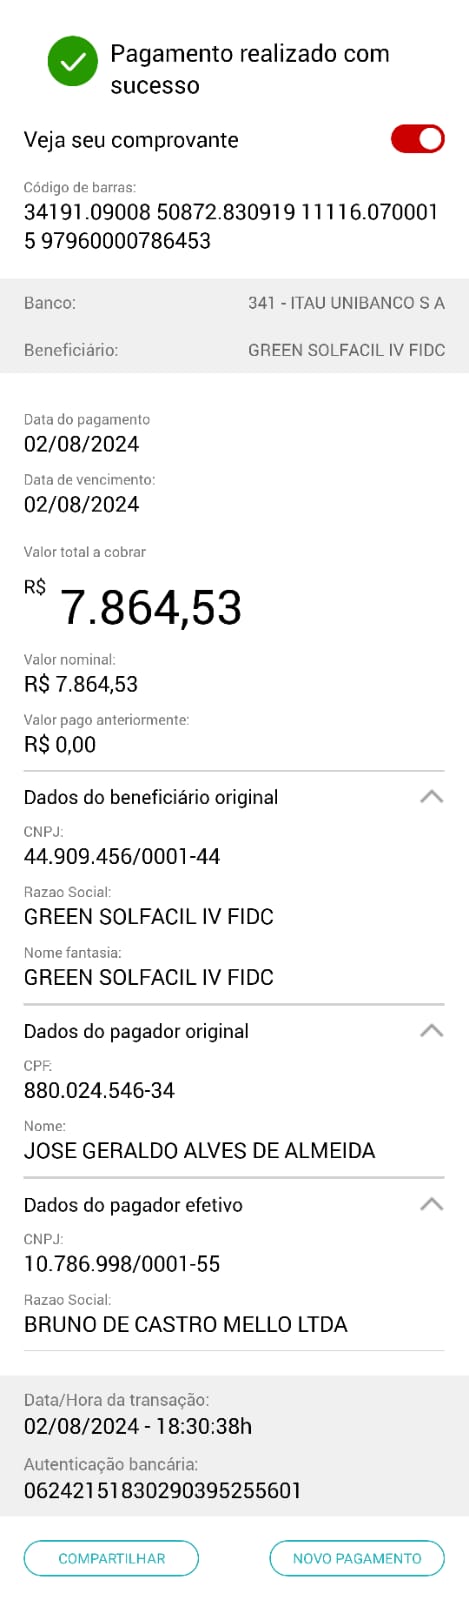 Pagamento realizado com
sucesso
Veja seu comprovante
Código de barras:
34191.09008 50872.830919 11116.070001
5 97960000786453
Banco: 341 - ITAU UNIBANCO S A
Beneficiário: GREEN SOLFACIL IV FIDC
Data do pagamento
02/08/2024
Data de vencimento:
02/08/2024
Valor total a cobrar
R$ 7.864,53
Valor nominal:
R$ 7.864,53
Valor pago anteriormente:
R$ 0,00
Dados do beneficiário original
CNPJ:
44.909.456/0001-44
Razao Social:
GREEN SOLFACIL IV FIDC
Nome fantasia:
GREEN SOLFACIL IV FIDC
Dados do pagador original
CPF:
880.024.546-34
Nome:
JOSE GERALDO ALVES DE ALMEIDA
Dados do pagador efetivo
CNPJ:
10.786.998/0001-55
Razao Social:
BRUNO DE CASTRO MELLO LTDA
Data/Hora da transação:
02/08/2024 - 18:30:38h
Autenticação bancária:
06242151830290395255601
COMPARTILHAR NOVO PAGAMENTO